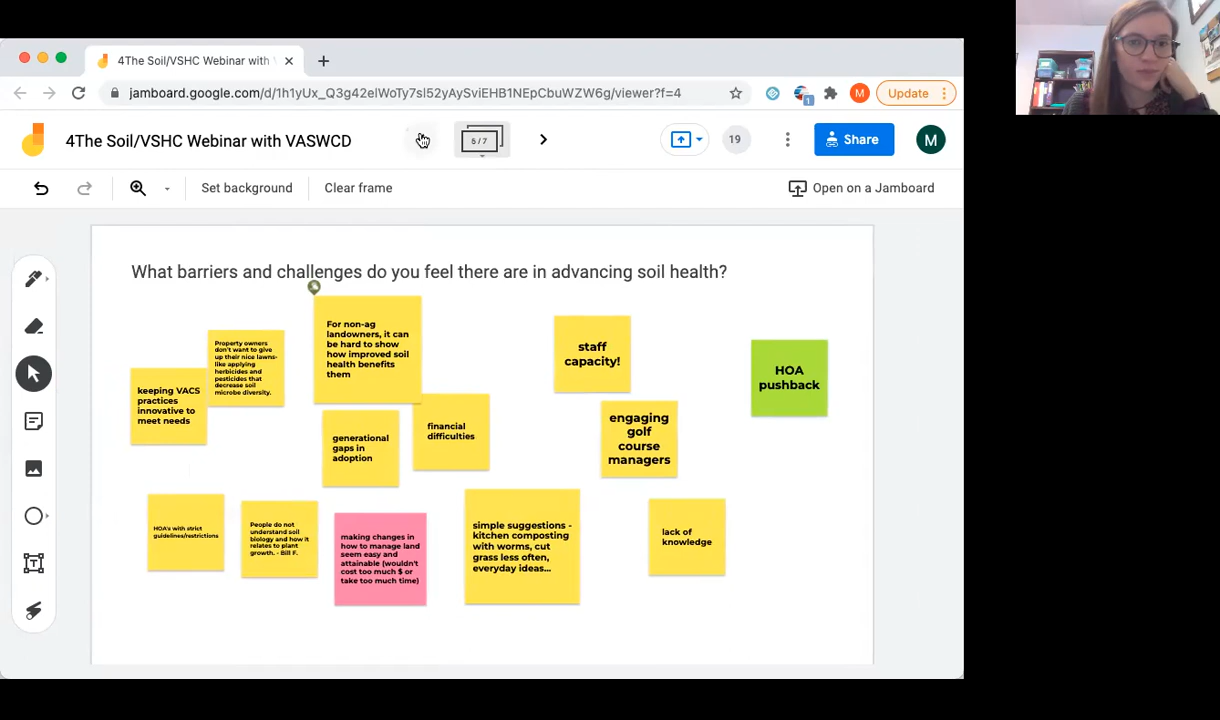 4The Soil/VSHC Webinar with
jamboard.google.com/d/1h1yUx_Q3g42elWoTy7sI52yAySviEHB1NEpCbuWZW6g/viewer?f=4
1
M
Update
4The Soil/VSHC Webinar with VASWCD
6/7
19
Share
M
Set background
Clear frame
Open on a Jamboard
What barriers and challenges do you feel there are in advancing soil health?
keeping VACS
practices
innovative to
meet needs
Property owners
don't want to give
up their nice lawns-
like applying
herbicides and
pesticides that
decrease soil
microbe diversity.
For non-ag
landowners, it can
be hard to show
how improved soil
health benefits
them
generational
gaps in
adoption
financial
difficulties
staff
capacity!
engaging
golf
course
managers
HOA
pushback
HOA's with strict
guidelines/restrictions
People do not
understand soil
biology and how it
relates to plant
growth. - Bill F.
making changes in
how to manage land
seem easy and
attainable (wouldn't
cost too much $ or
take too much time)
simple suggestions -
kitchen composting
with worms, cut
grass less often,
everyday ideas...
lack of
knowledge